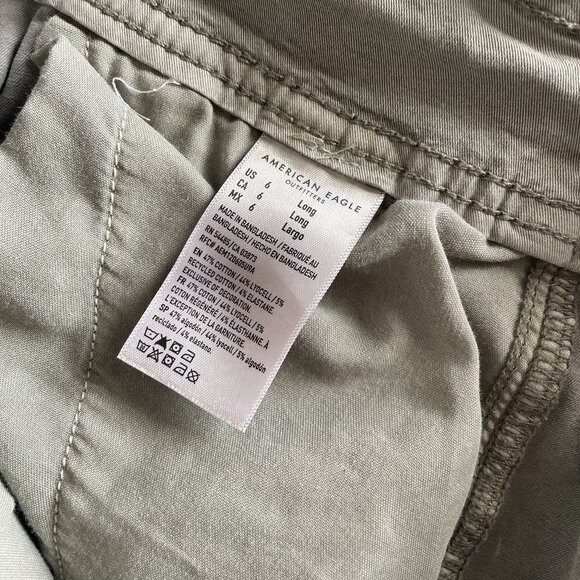 AMERICAN EAGLE
OUTFITTERS
US 6 Long
CA 6 Long
MX 6 Largo
MADE IN BANGLADESH / FABRIQUÉ AU
BANGLADESH / HECHO EN BANGLADESH
RN 54485/CA 03873
EN 47% COTTON / 44% LYOCELL / 5%
RECYCLED COTTON / 4% ELASTANE.
EXCLUSIVE OF DECORATION
FR 47% COTON / 44% LYOCELL / 5%
COTON RÉGÉNÉRÉ / 4% ÉLASTHANNE. À
L'EXCEPTION DE LA GARNITURE.
SP 47% algodón / 44% lyocell / 5% algodón
reciclado / 4% elastano.